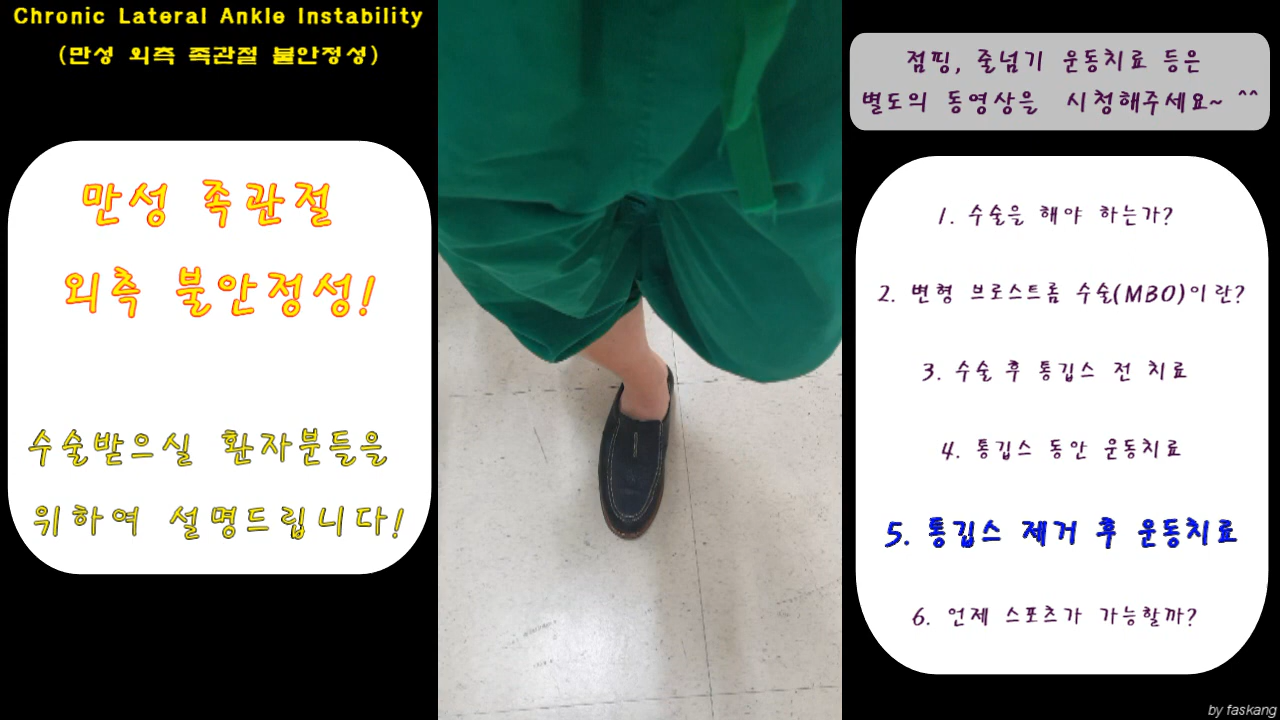 Chronic Lateral Ankle Instability
(만성 외측 족관절 불안정성)
만성 족관절
외측 불안정성!
수술받으실 환자분들을
위하여 설명드립니다!
점핑, 줄넘기 운동치료 등은
별도의 동영상을 시청해주세요~ ^^
1. 수술을 해야 하는가?
2. 변형 브로스트롬 수술(MBO)이란?
3. 수술 후 통깁스 전 치료
4. 통깁스 동안 운동치료
5. 통깁스 제거 후 운동치료
6. 언제 스포츠가 가능할까?
by faskang